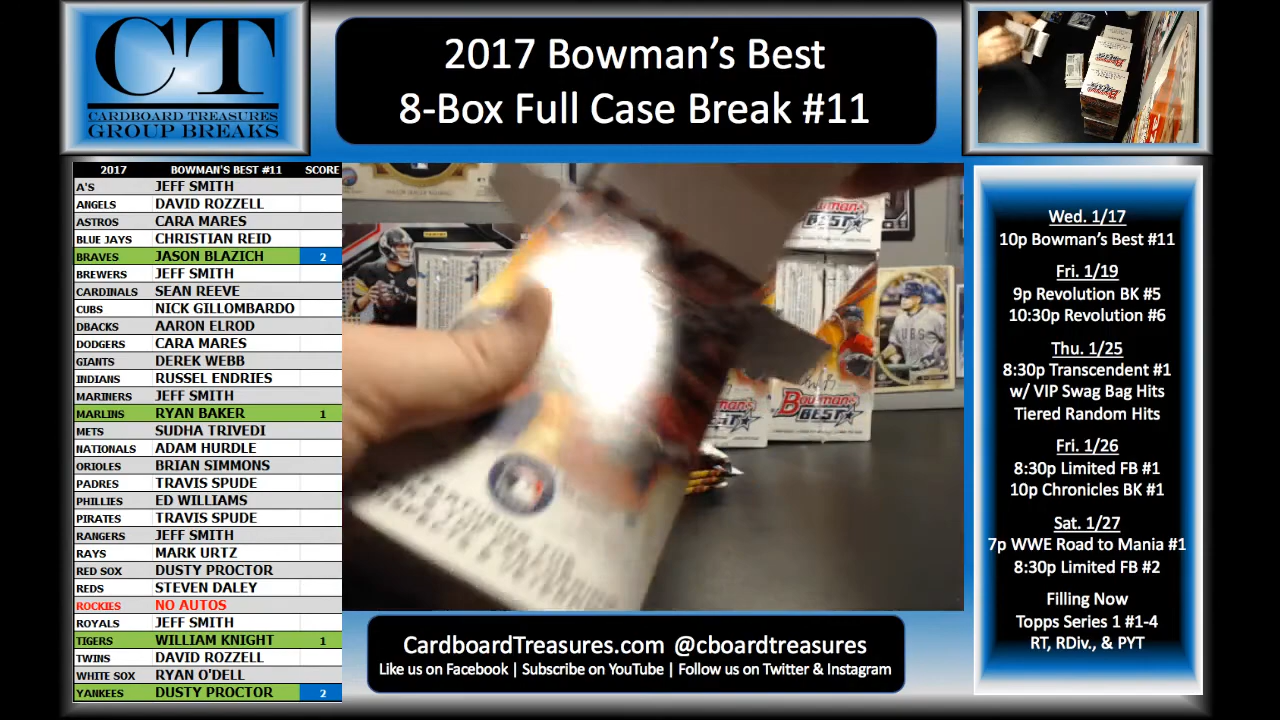 CT
CARDBOARD TREASURES
GROUP BREAKS
2017 Bowman's Best
8-Box Full Case Break #11
2017 BOWMAN'S BEST #11 SCORE
A'S JEFF SMITH
ANGELS DAVID ROZZELL
ASTROS CARA MARES
BLUE JAYS CHRISTIAN REID
BRAVES JASON BLAZICH 2
BREWERS JEFF SMITH
CARDINALS SEAN REEVE
CUBS NICK GILLOMBARDO
DBACKS AARON ELROD
DODGERS CARA MARES
GIANTS DEREK WEBB
INDIANS RUSSEL ENDRIES
MARINERS JEFF SMITH
MARLINS RYAN BAKER 1
METS SUDHA TRIVEDI
NATIONALS ADAM HURDLE
ORIOLES BRIAN SIMMONS
PADRES TRAVIS SPUDE
PHILLIES ED WILLIAMS
PIRATES TRAVIS SPUDE
RANGERS JEFF SMITH
RAYS MARK URTZ
RED SOX DUSTY PROCTOR
REDS STEVEN DALEY
ROCKIES NO AUTOS
ROYALS JEFF SMITH
TIGERS WILLIAM KNIGHT 1
TWINS DAVID ROZZELL
WHITE SOX RYAN O'DELL
YANKEES DUSTY PROCTOR 2
Bowman's
BEST
CUBS
Bowman's
BEST
CardboardTreasures.com @cboardtreasures
Like us on Facebook | Subscribe on YouTube | Follow us on Twitter & Instagram
Wed. 1/17
10p Bowman's Best #11
Fri. 1/19
9p Revolution BK #5
10:30p Revolution #6
Thu. 1/25
8:30p Transcendent #1
w/ VIP Swag Bag Hits
Tiered Random Hits
Fri. 1/26
8:30p Limited FB #1
10p Chronicles BK #1
Sat. 1/27
7p WWE Road to Mania #1
8:30p Limited FB #2
Filling Now
Topps Series 1 #1-4
RT, RDiv., & PYT